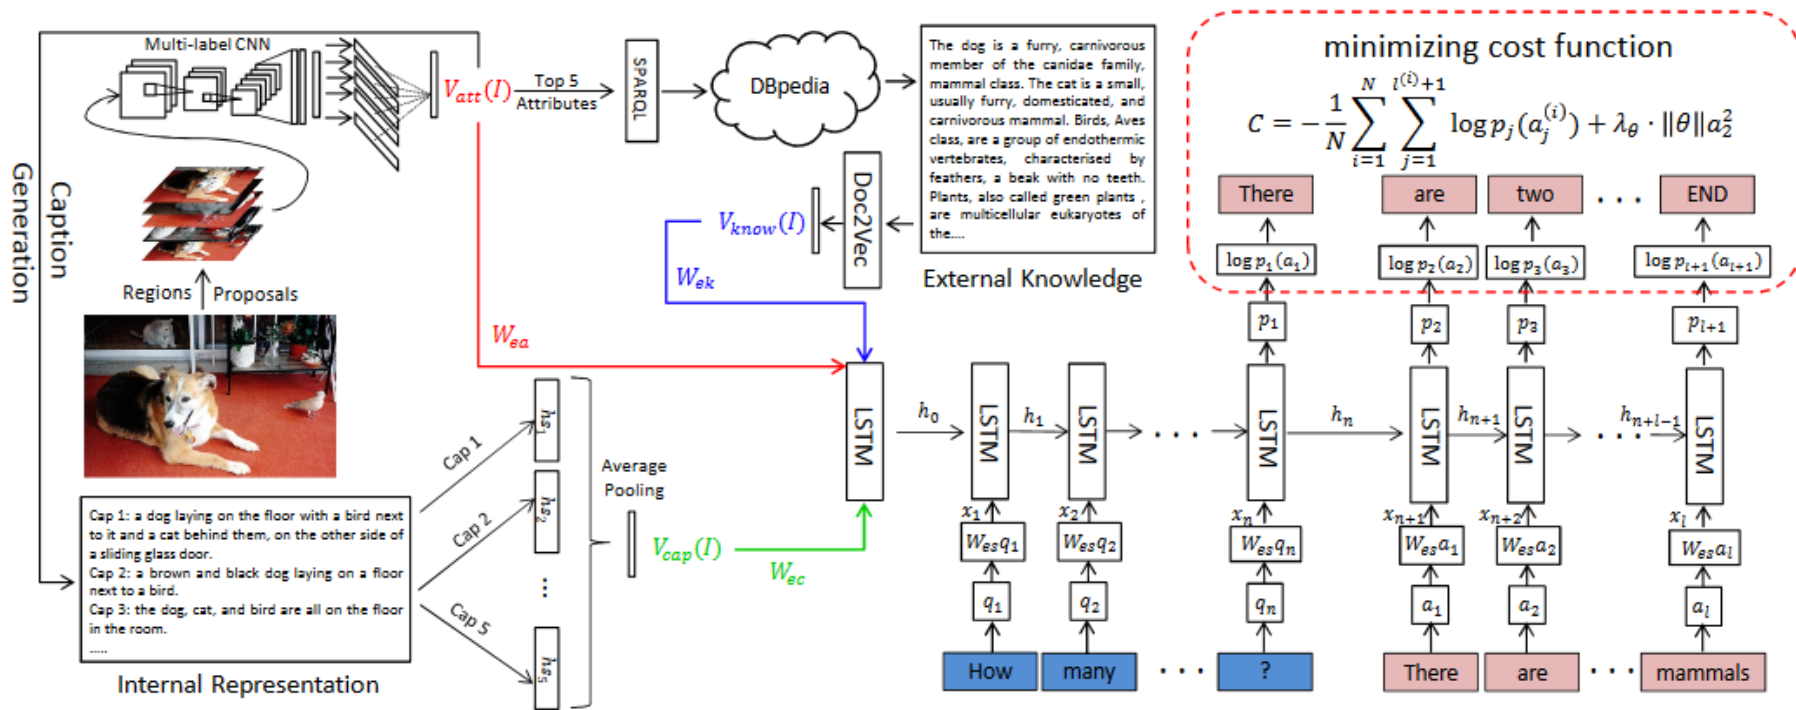 Multi-label CNN
V_att(I)
Top 5
Attributes
SPARQL
DBpedia
The dog is a furry, carnivorous
member of the canidae family,
mammal class. The cat is a small,
usually furry, domesticated, and
carnivorous mammal. Birds, Aves
class, are a group of endothermic
vertebrates, characterised by
feathers, a beak with no teeth.
Plants, also called green plants ,
are multicellular eukaryotes of
the....
External Knowledge
Doc2Vec
V_know(I)
W_ek
W_ea
Caption
Generation
Regions Proposals
Cap 1: a dog laying on the floor with a bird next
to it and a cat behind them, on the other side of
a sliding glass door.
Cap 2: a brown and black dog laying on a floor
next to a bird.
Cap 3: the dog, cat, and bird are all on the floor
in the room.
.....
Internal Representation
Cap 1
Cap 2
Cap 5
hs_1
hs_2
...
hs_5
Average
Pooling
V_cap(I)
W_ec
minimizing cost function
C = -\frac{1}{N} \sum_{i=1}^{N} \sum_{j=1}^{l^{(i)}+1} \log p_j(a_j^{(i)}) + λ_θ · ‖θ‖a_2^2
There are two . . . END
log p_1(a_1) log p_2(a_2) log p_3(a_3) log p_{l+1}(a_{l+1})
p_1 p_2 p_3 p_{l+1}
LSTM h_0 LSTM h_1 LSTM . . . LSTM h_n LSTM h_{n+1} LSTM . . . h_{n+l-1} LSTM
x_1 x_2 x_n x_{n+1} x_{n+2} x_l
W_es q_1 W_es q_2 W_es q_n W_es a_1 W_es a_2 W_es a_l
q_1 q_2 q_n a_1 a_2 a_l
How many . . . ? There are . . . mammals